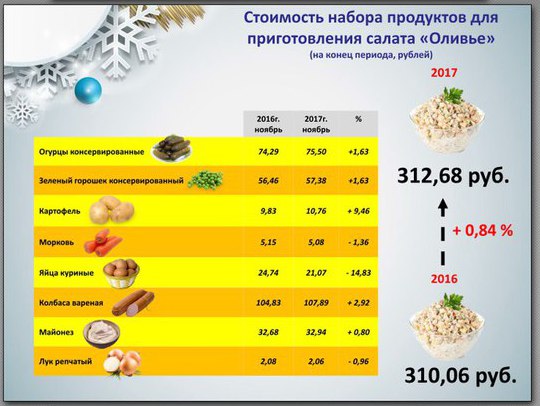 Стоимость набора продуктов для
приготовления салата «Оливье»
(на конец периода, рублей)
2016г. ноябрь 2017г. ноябрь %
Огурцы консервированные 74,29 75,50 +1,63
Зеленый горошек консервированный 56,46 57,38 +1,63
Картофель 9,83 10,76 + 9,46
Морковь 5,15 5,08 - 1,36
Яйца куриные 24,74 21,07 - 14,83
Колбаса вареная 104,83 107,89 + 2,92
Майонез 32,68 32,94 + 0,80
Лук репчатый 2,08 2,06 - 0,96
2017
312,68 руб.
+ 0,84 %
2016
310,06 руб.